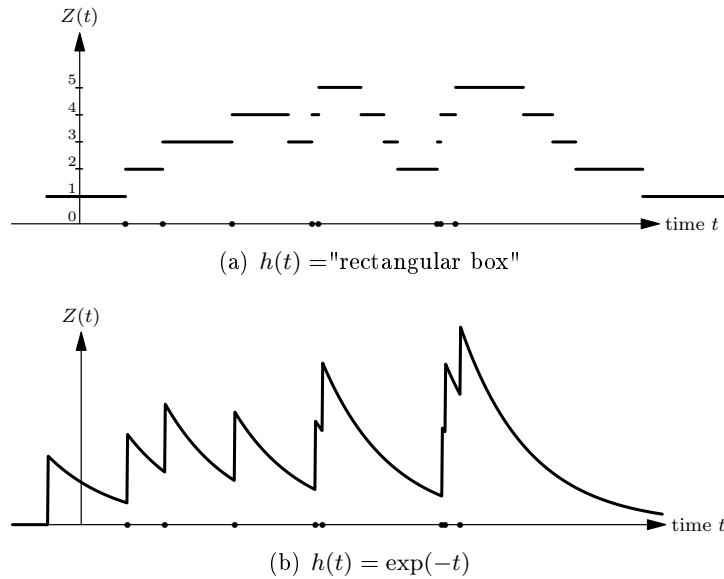 Z(t)
5
4
3
2
1
0
time t
(a) h(t) ="rectangular box"
Z(t)
time t
(b) h(t) = exp(−t)